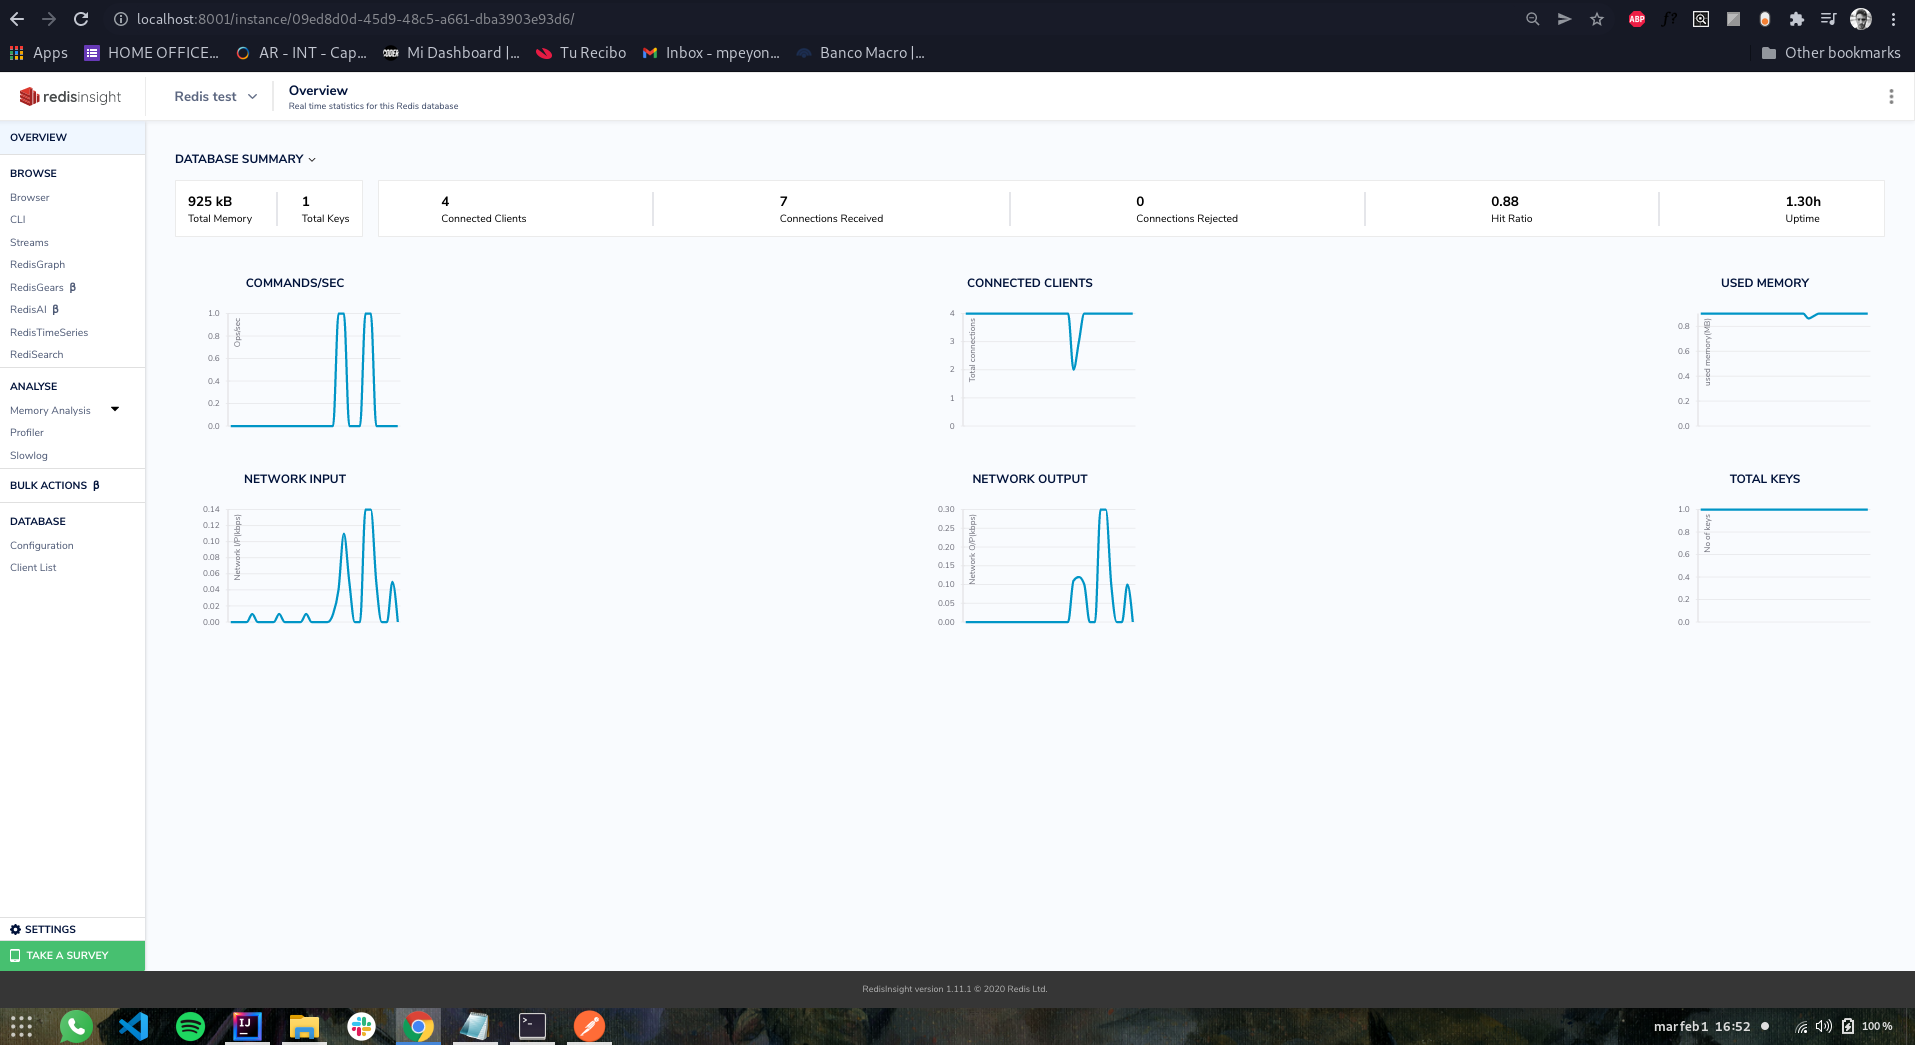 localhost:8001/instance/09ed8d0d-45d9-48c5-a661-dba3903e93d6/
ABP
f?
Apps
HOME OFFICE...
AR - INT - Cap...
CODER
Mi Dashboard |...
Tu Recibo
Inbox - mpeyon...
Banco Macro |...
Other bookmarks
redisinsight
Redis test
Overview
Real time statistics for this Redis database
OVERVIEW
BROWSE
Browser
CLI
Streams
RedisGraph
RedisGears β
RedisAI β
RedisTimeSeries
RediSearch
ANALYSE
Memory Analysis
Profiler
Slowlog
BULK ACTIONS β
DATABASE
Configuration
Client List
SETTINGS
TAKE A SURVEY
DATABASE SUMMARY
925 kB
Total Memory
1
Total Keys
4
Connected Clients
7
Connections Received
0
Connections Rejected
0.88
Hit Ratio
1.30h
Uptime
COMMANDS/SEC
1.0
0.8
0.6
0.4
0.2
0.0
Ops/sec
CONNECTED CLIENTS
4
3
2
1
0
Total connections
USED MEMORY
0.8
0.6
0.4
0.2
0.0
used memory(MB)
NETWORK INPUT
0.14
0.12
0.10
0.08
0.06
0.04
0.02
0.00
Network I/P(kbps)
NETWORK OUTPUT
0.30
0.25
0.20
0.15
0.10
0.05
0.00
Network O/P(kbps)
TOTAL KEYS
1.0
0.8
0.6
0.4
0.2
0.0
No of keys
RedisInsight version 1.11.1 © 2020 Redis Ltd.
IJ
mar feb 1 16:52
100 %